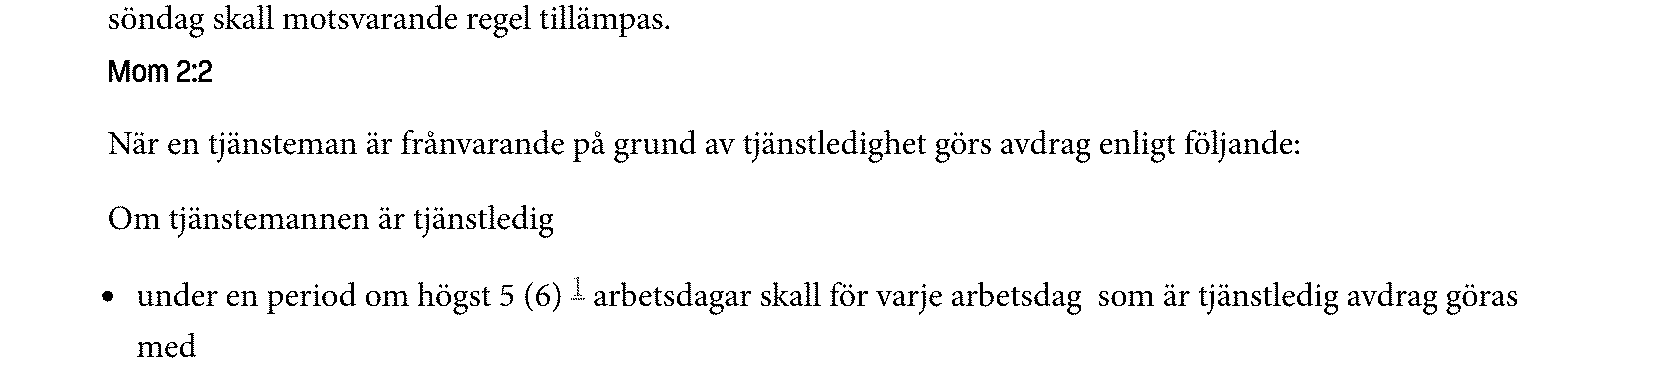 söndag skall motsvarande regel tillämpas.
Mom 2:2
När en tjänsteman är frånvarande på grund av tjänstledighet görs avdrag enligt följande:
Om tjänstemannen är tjänstledig
• under en period om högst 5 (6) 1 arbetsdagar skall för varje arbetsdag som är tjänstledig avdrag göras
med